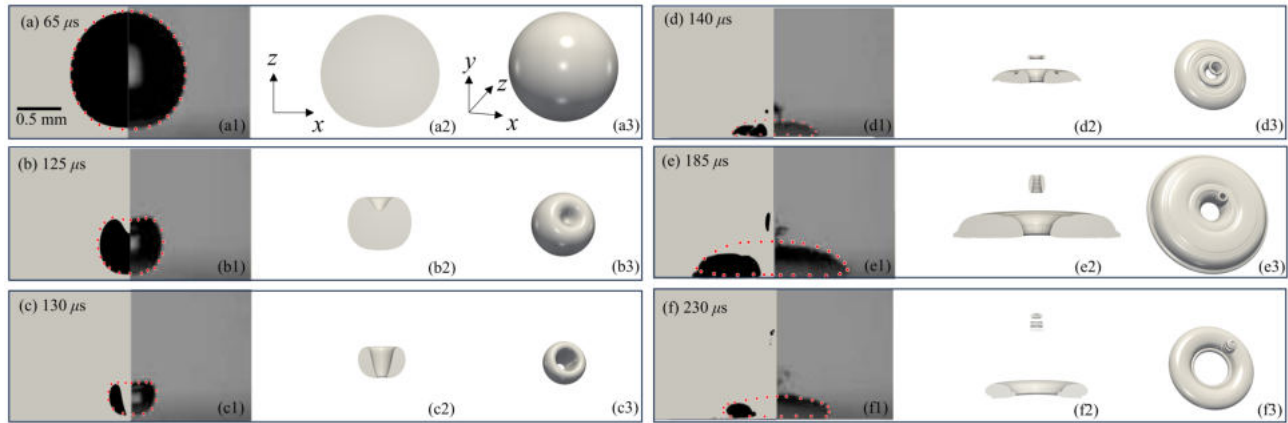 (a) 65 μs
0.5 mm
(a1)
z
x
(a2)
y
z
x
(a3)
(b) 125 μs
(b1)
(b2)
(b3)
(c) 130 μs
(c1)
(c2)
(c3)
(d) 140 μs
(d1)
(d2)
(d3)
(e) 185 μs
(e1)
(e2)
(e3)
(f) 230 μs
(f1)
(f2)
(f3)